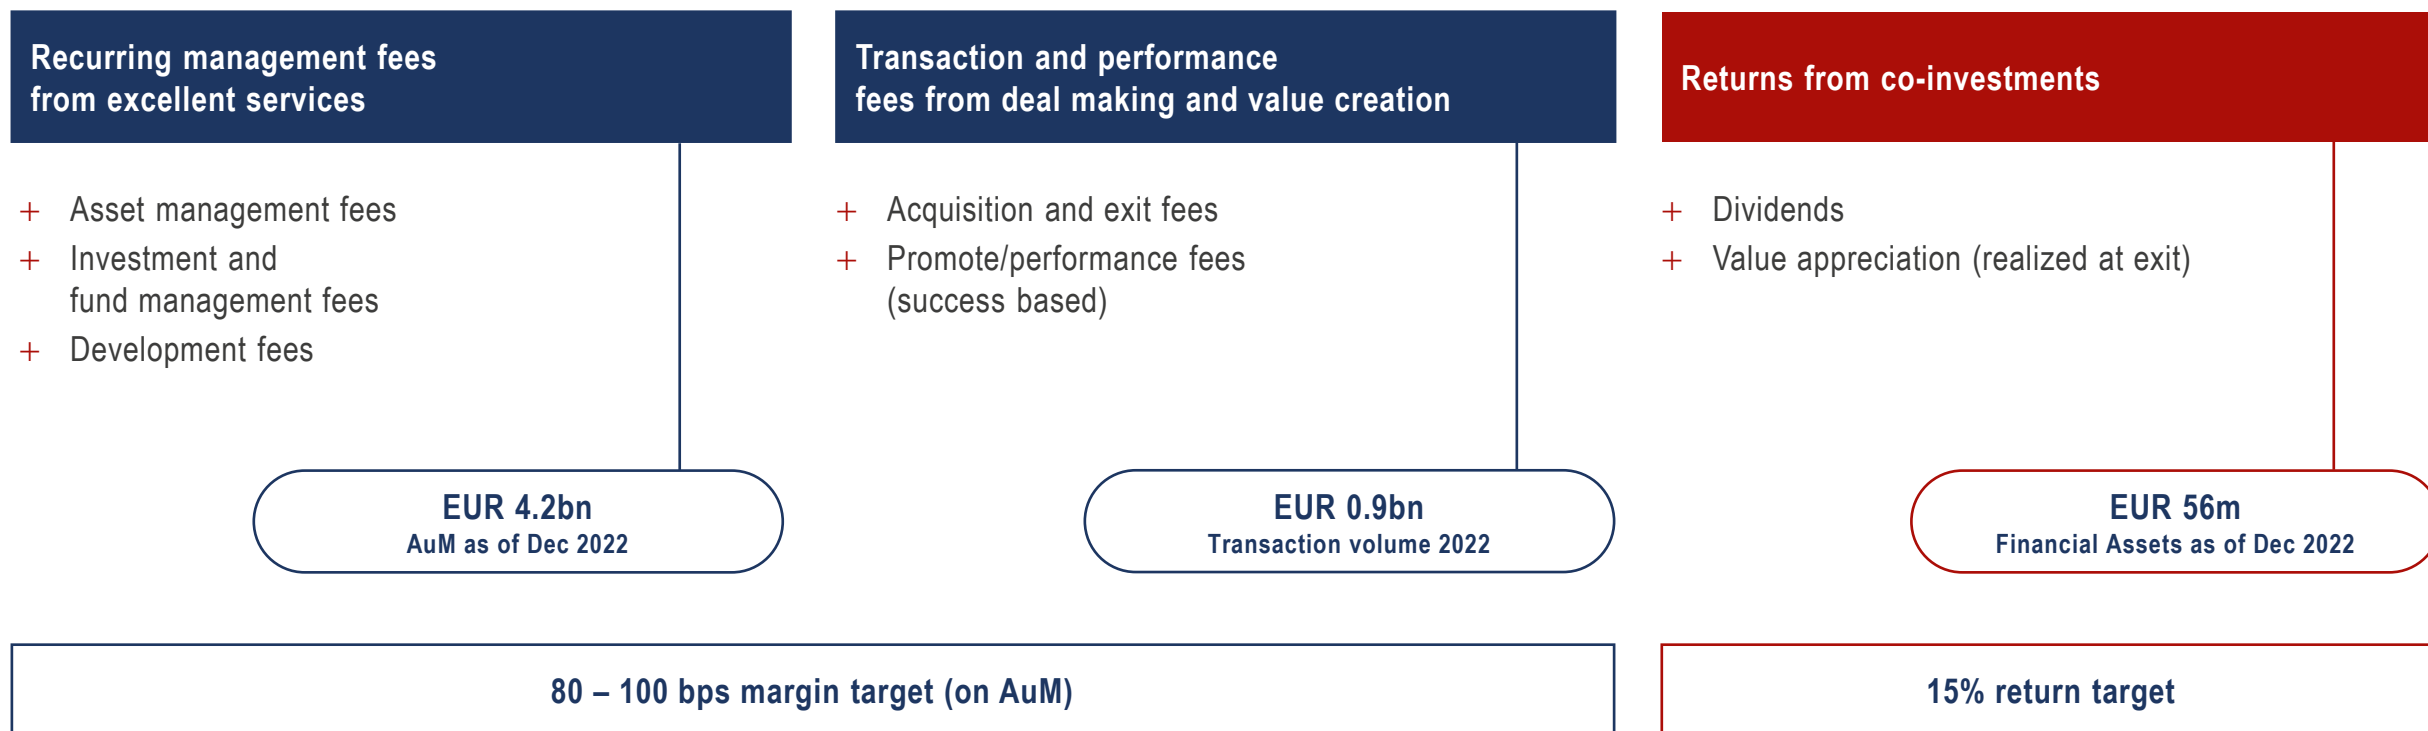 Recurring management fees
from excellent services
+ Asset management fees
+ Investment and
fund management fees
+ Development fees
EUR 4.2bn
AuM as of Dec 2022
Transaction and performance
fees from deal making and value creation
+ Acquisition and exit fees
+ Promote/performance fees
(success based)
EUR 0.9bn
Transaction volume 2022
Returns from co-investments
+ Dividends
+ Value appreciation (realized at exit)
EUR 56m
Financial Assets as of Dec 2022
80 – 100 bps margin target (on AuM)
15% return target